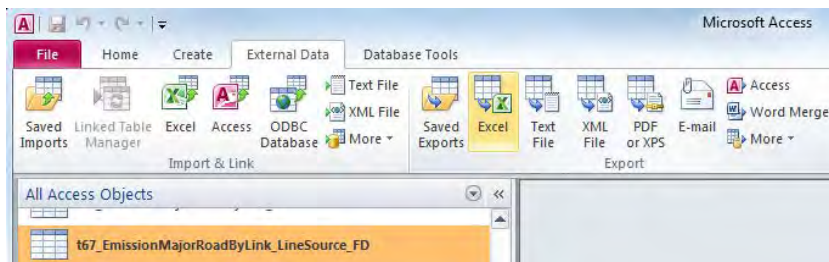 Microsoft Access
File Home Create External Data Database Tools
Saved Imports
Linked Table Manager
Excel
Access
ODBC Database
Text File
XML File
More
Import & Link
Saved Exports
Excel
Text File
XML File
PDF or XPS
E-mail
Access
Word Merge
More
Export
All Access Objects
t67_EmissionMajorRoadByLink_LineSource_FD